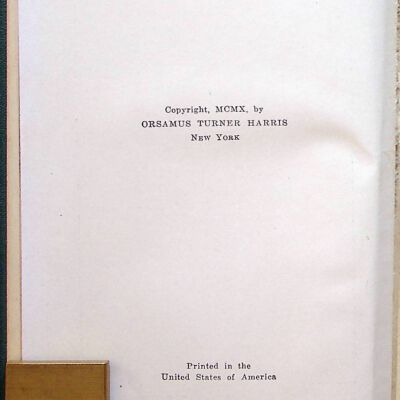 Copyright, MCMX, by
ORSAMUS TURNER HARRIS
NEW YORK
Printed in the
United States of America